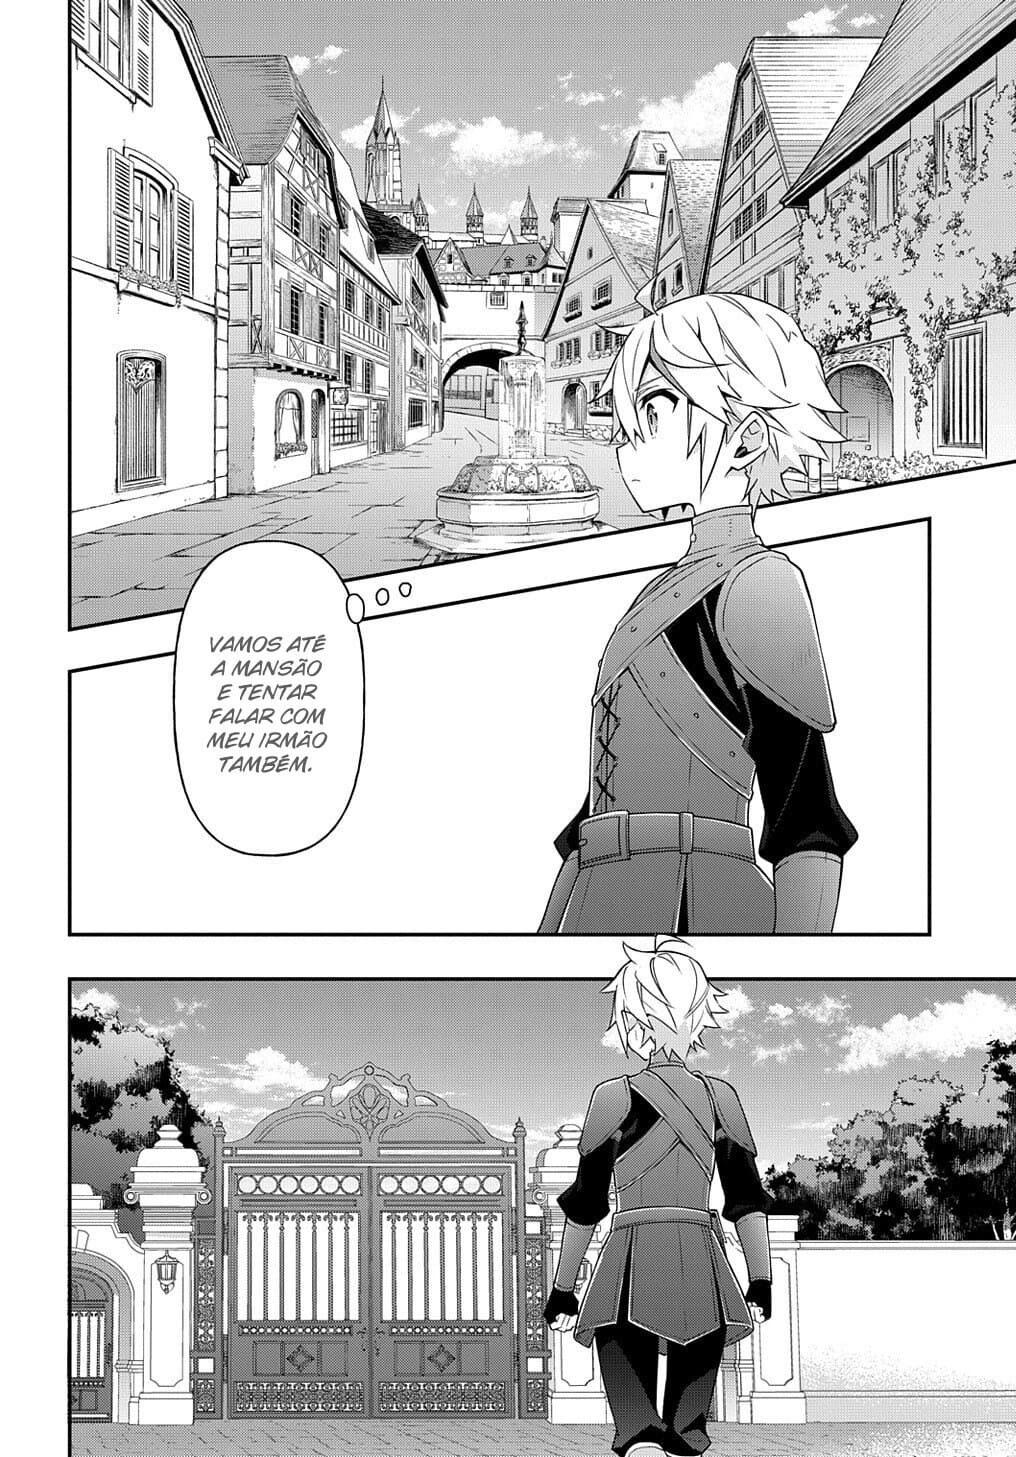 VAMOS ATÉ
A MANSÃO
E TENTAR
FALAR COM
MEU IRMÃO
TAMBÉM.